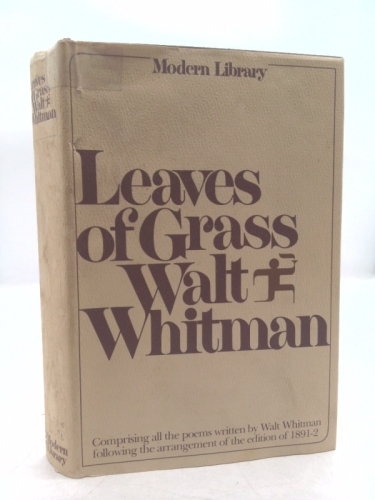 Modern Library
Leaves
of Grass
Walt
Whitman
Comprising all the poems written by Walt Whitman
following the arrangement of the edition of 1891-2
Leaves
of Grass
Walt
Whitman
Modern
Library